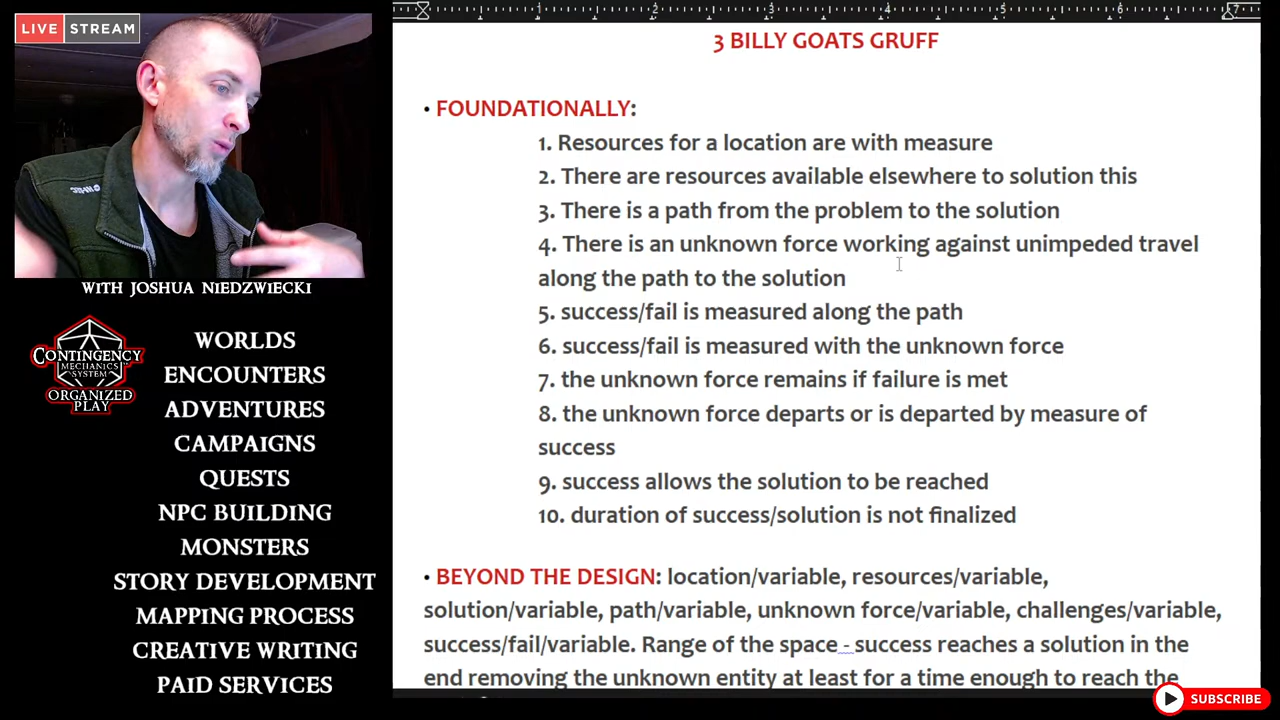 LIVE STREAM
WITH JOSHUA NIEDZWIECKI
CONTINGENCY
MECHANICS
SYSTEM
ORGANIZED
PLAY
WORLDS
ENCOUNTERS
ADVENTURES
CAMPAIGNS
QUESTS
NPC BUILDING
MONSTERS
STORY DEVELOPMENT
MAPPING PROCESS
CREATIVE WRITING
PAID SERVICES
1 2 3 4 5 6 7
3 BILLY GOATS GRUFF
• FOUNDATIONALLY:
1. Resources for a location are with measure
2. There are resources available elsewhere to solution this
3. There is a path from the problem to the solution
4. There is an unknown force working against unimpeded travel
along the path to the solution
5. success/fail is measured along the path
6. success/fail is measured with the unknown force
7. the unknown force remains if failure is met
8. the unknown force departs or is departed by measure of
success
9. success allows the solution to be reached
10. duration of success/solution is not finalized
• BEYOND THE DESIGN: location/variable, resources/variable,
solution/variable, path/variable, unknown force/variable, challenges/variable,
success/fail/variable. Range of the space - success reaches a solution in the
end removing the unknown entity at least for a time enough to reach the
SUBSCRIBE